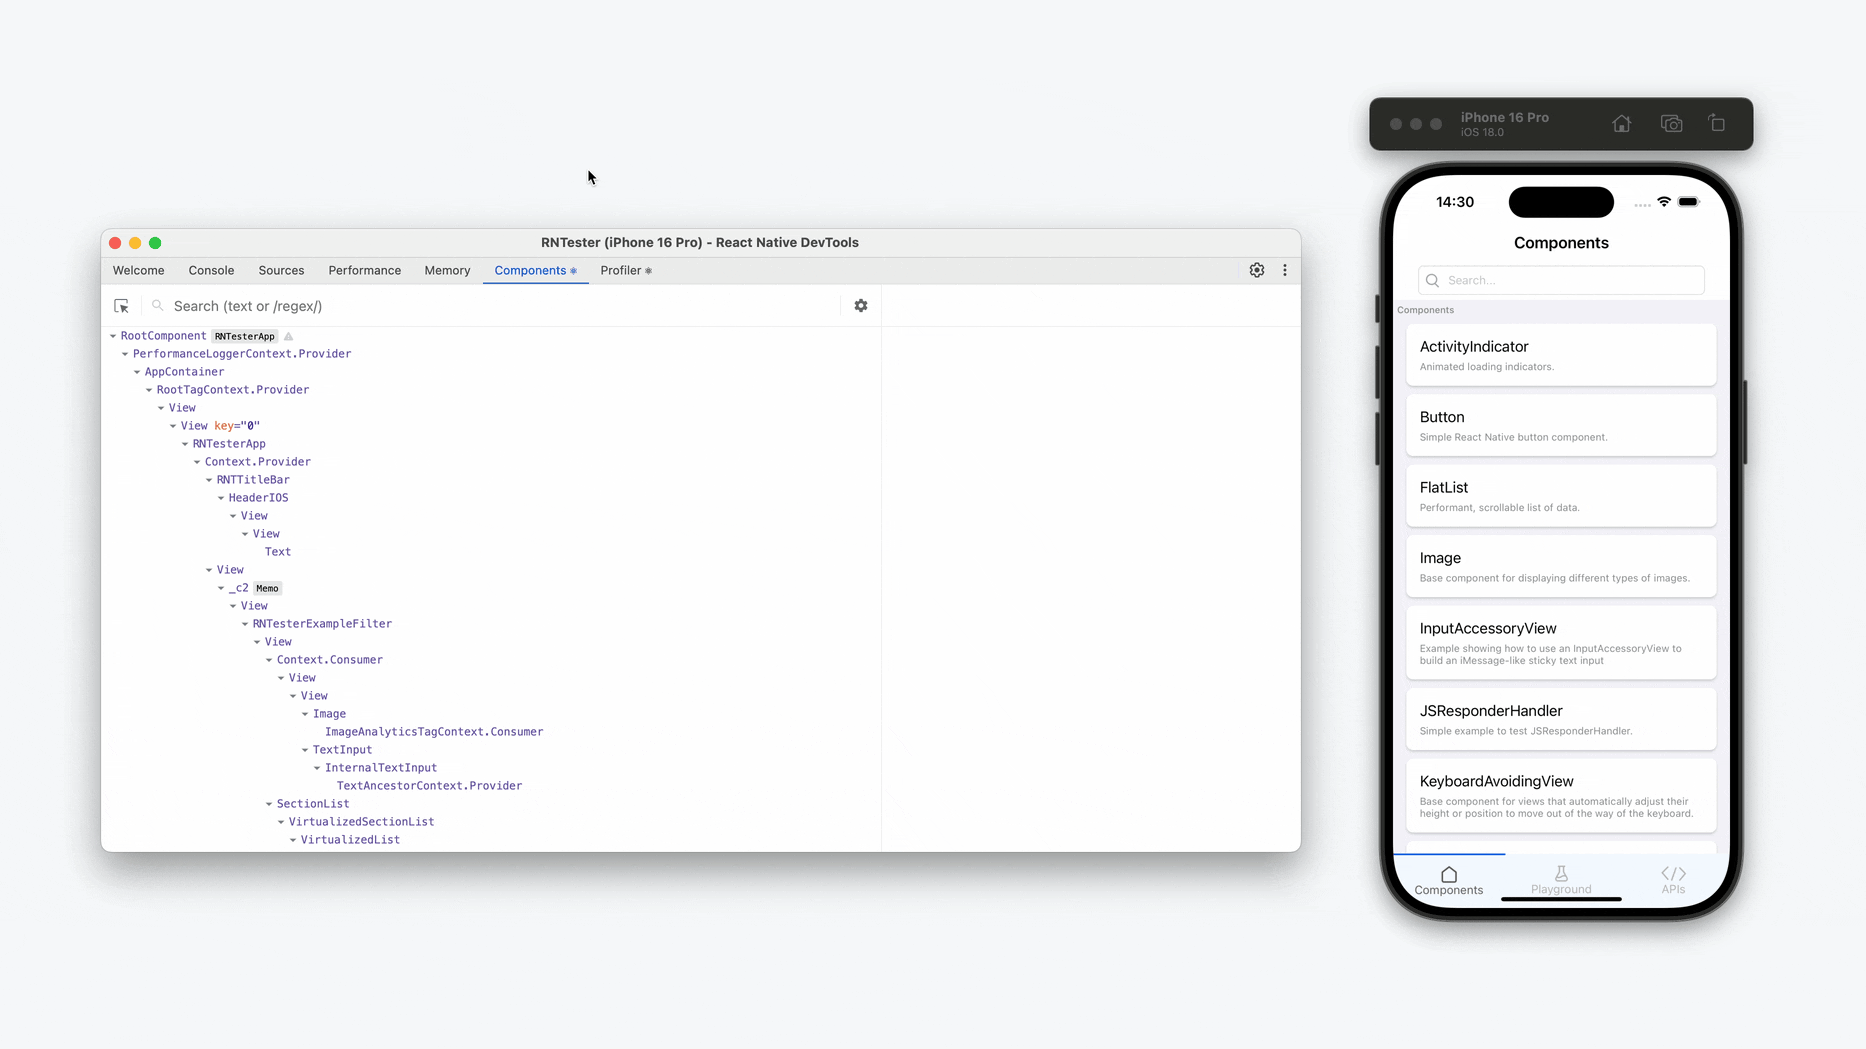 iPhone 16 Pro
iOS 18.0
RNTester (iPhone 16 Pro) - React Native DevTools
Welcome Console Sources Performance Memory Components Profiler
Search (text or /regex/)
RootComponent RNTesterApp
PerformanceLoggerContext.Provider
AppContainer
RootTagContext.Provider
View
View key="0"
RNTesterApp
Context.Provider
RNTTitleBar
HeaderIOS
View
View
Text
View
_c2 Memo
View
RNTesterExampleFilter
View
Context.Consumer
View
View
Image
ImageAnalyticsTagContext.Consumer
TextInput
InternalTextInput
TextAncestorContext.Provider
SectionList
VirtualizedSectionList
VirtualizedList
14:30
Components
Search...
Components
ActivityIndicator
Animated loading indicators.
Button
Simple React Native button component.
FlatList
Performant, scrollable list of data.
Image
Base component for displaying different types of images.
InputAccessoryView
Example showing how to use an InputAccessoryView to
build an iMessage-like sticky text input
JSResponderHandler
Simple example to test JSResponderHandler.
KeyboardAvoidingView
Base component for views that automatically adjust their
height or position to move out of the way of the keyboard.
Components Playground APIs